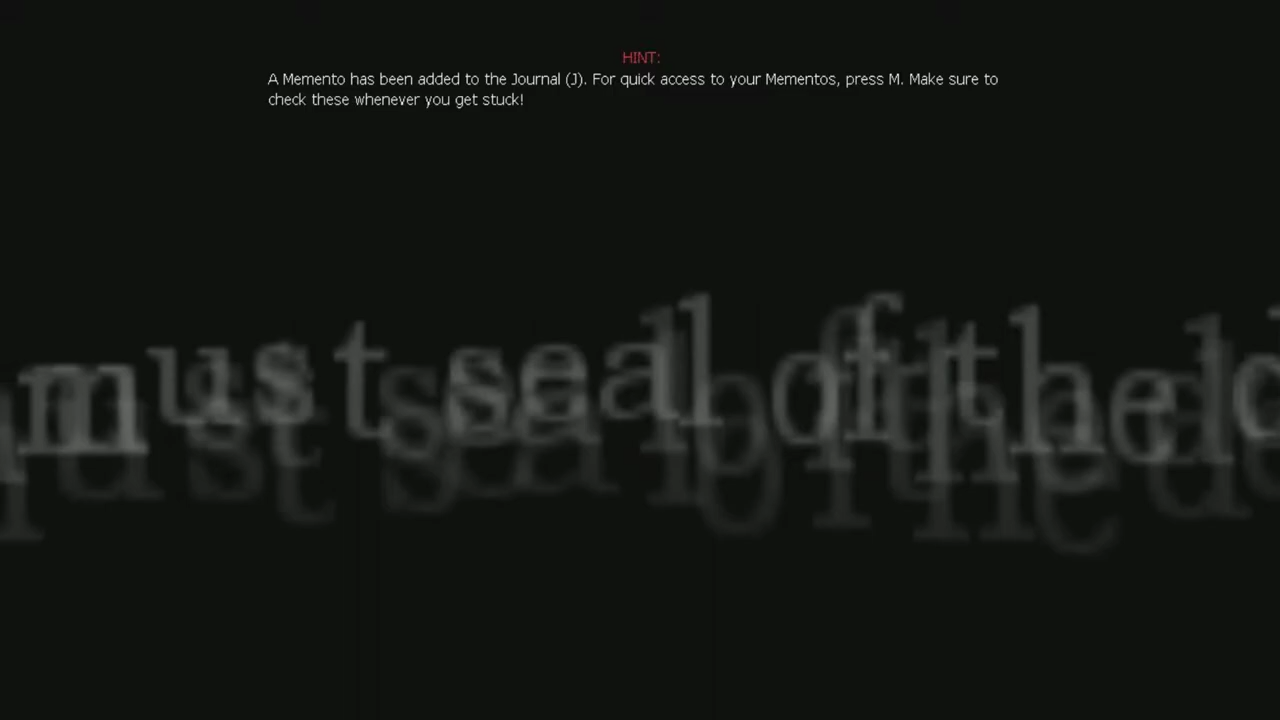 HINT:
A Memento has been added to the Journal (J). For quick access to your Mementos, press M. Make sure to
check these whenever you get stuck!
must seal of the